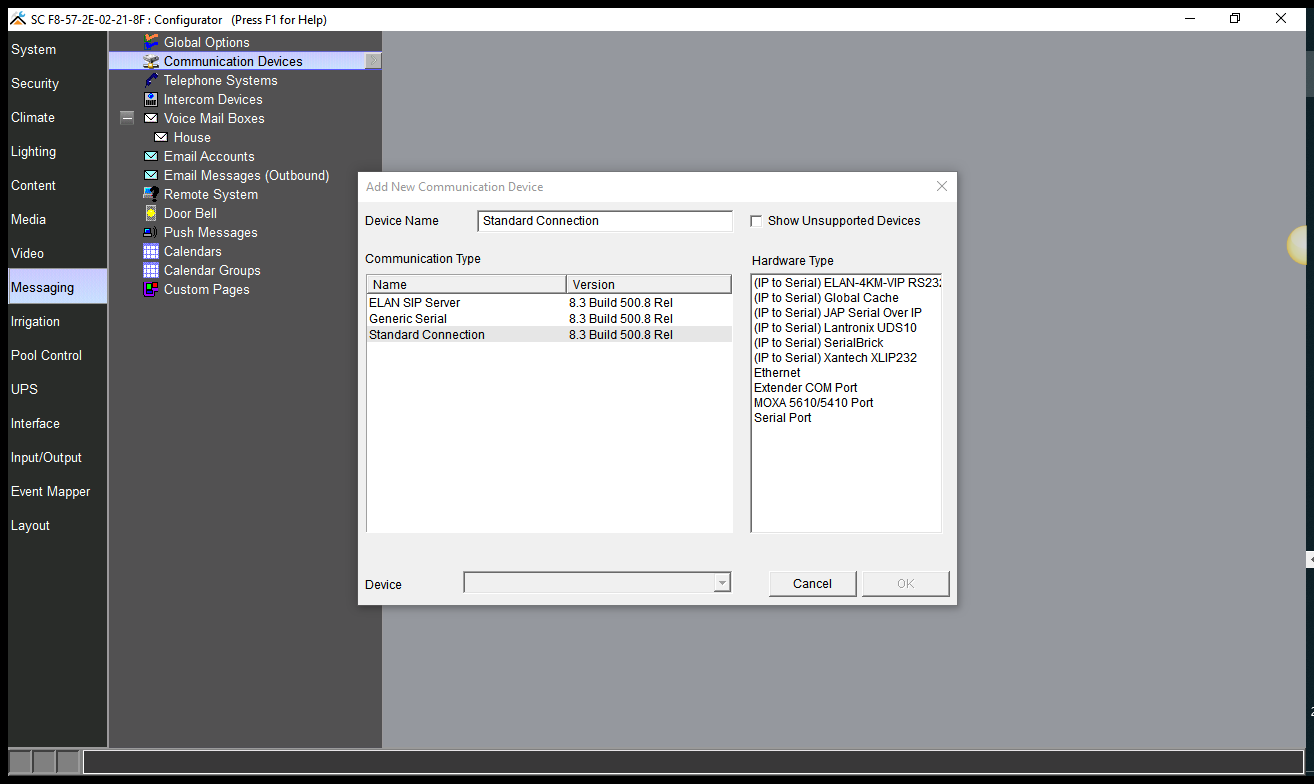 SC F8-57-2E-02-21-8F : Configurator (Press F1 for Help)
System
Security
Climate
Lighting
Content
Media
Video
Messaging
Irrigation
Pool Control
UPS
Interface
Input/Output
Event Mapper
Layout
Global Options
Communication Devices
Telephone Systems
Intercom Devices
Voice Mail Boxes
House
Email Accounts
Email Messages (Outbound)
Remote System
Door Bell
Push Messages
Calendars
Calendar Groups
Custom Pages
Add New Communication Device
Device Name
Standard Connection
Show Unsupported Devices
Communication Type
Name Version
ELAN SIP Server 8.3 Build 500.8 Rel
Generic Serial 8.3 Build 500.8 Rel
Standard Connection 8.3 Build 500.8 Rel
Hardware Type
(IP to Serial) ELAN-4KM-VIP RS232
(IP to Serial) Global Cache
(IP to Serial) JAP Serial Over IP
(IP to Serial) Lantronix UDS10
(IP to Serial) SerialBrick
(IP to Serial) Xantech XLIP232
Ethernet
Extender COM Port
MOXA 5610/5410 Port
Serial Port
Device
Cancel
OK